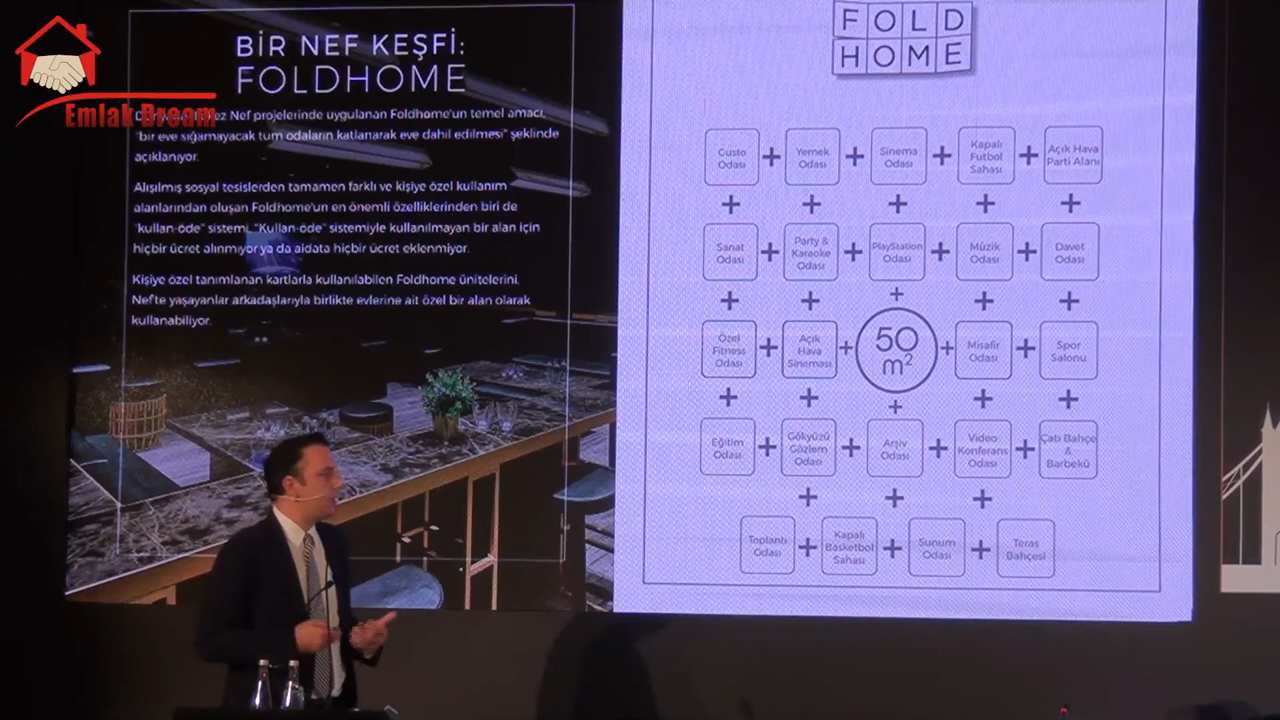 Emlak Dream
BİR NEF KEŞFİ:
FOLDHOME
Nef projelerinde uygulanan Foldhome'un temel amacı,
"bir eve sığamayacak tüm odaların katlanarak eve dahil edilmesi" şeklinde
açıklanıyor.
Alışılmış sosyal tesislerden tamamen farklı ve kişiye özel kullanım
alanlarından oluşan Foldhome'un en önemli özelliklerinden biri de
"kullan-öde" sistemi. "Kullan-öde" sistemiyle kullanılmayan bir alan için
hiçbir ücret alınmıyor ya da aidata hiçbir ücret eklenmiyor.
Kişiye özel tanımlanan kartlarla kullanılabilen Foldhome üniteleri,
Nef'te yaşayanlar arkadaşlarıyla birlikte evlerine ait özel bir alan olarak
kullanabiliyor.
FOLD
HOME
Gusto
Odası
+
Yemek
Odası
+
Sinema
Odası
+
Kapalı
Futbol
Sahası
+
Açık Hava
Parti Alanı
+ + + + +
Sanat
Odası
+
Party &
Karaoke
Odası
+
PlayStation
Odası
+
Müzik
Odası
+
Davet
Odası
+ + + + +
Özel
Fitness
Odası
+
Açık
Hava
Sineması
+
50
m²
+
Misafir
Odası
+
Spor
Salonu
+ + + + +
Eğitim
Odası
+
Gökyüzü
Gözlem
Odası
+
Arşiv
Odası
+
Video
Konferans
Odası
+
Çatı Bahçe
&
Barbekü
+ + +
Toplantı
Odası
+
Kapalı
Basketbol
Sahası
+
Sunum
Odası
+
Teras
Bahçesi